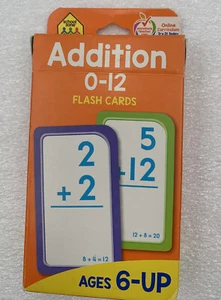 school
zone
Addition
0-12
FLASH CARDS
2
+ 2
8 + 4 = 12
5
+12
12 + 8 = 20
AGES 6-UP